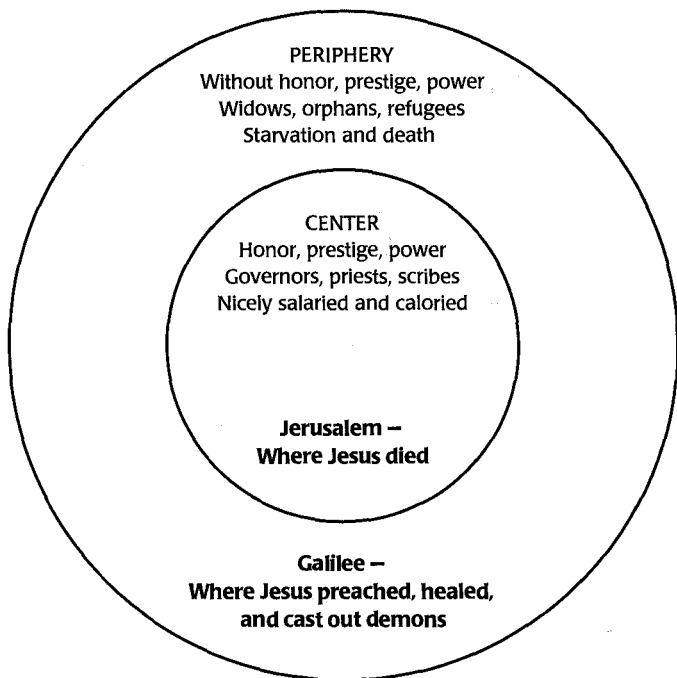 PERIPHERY
Without honor, prestige, power
Widows, orphans, refugees
Starvation and death
CENTER
Honor, prestige, power
Governors, priests, scribes
Nicely salaried and caloried
Jerusalem –
Where Jesus died
Galilee –
Where Jesus preached, healed,
and cast out demons